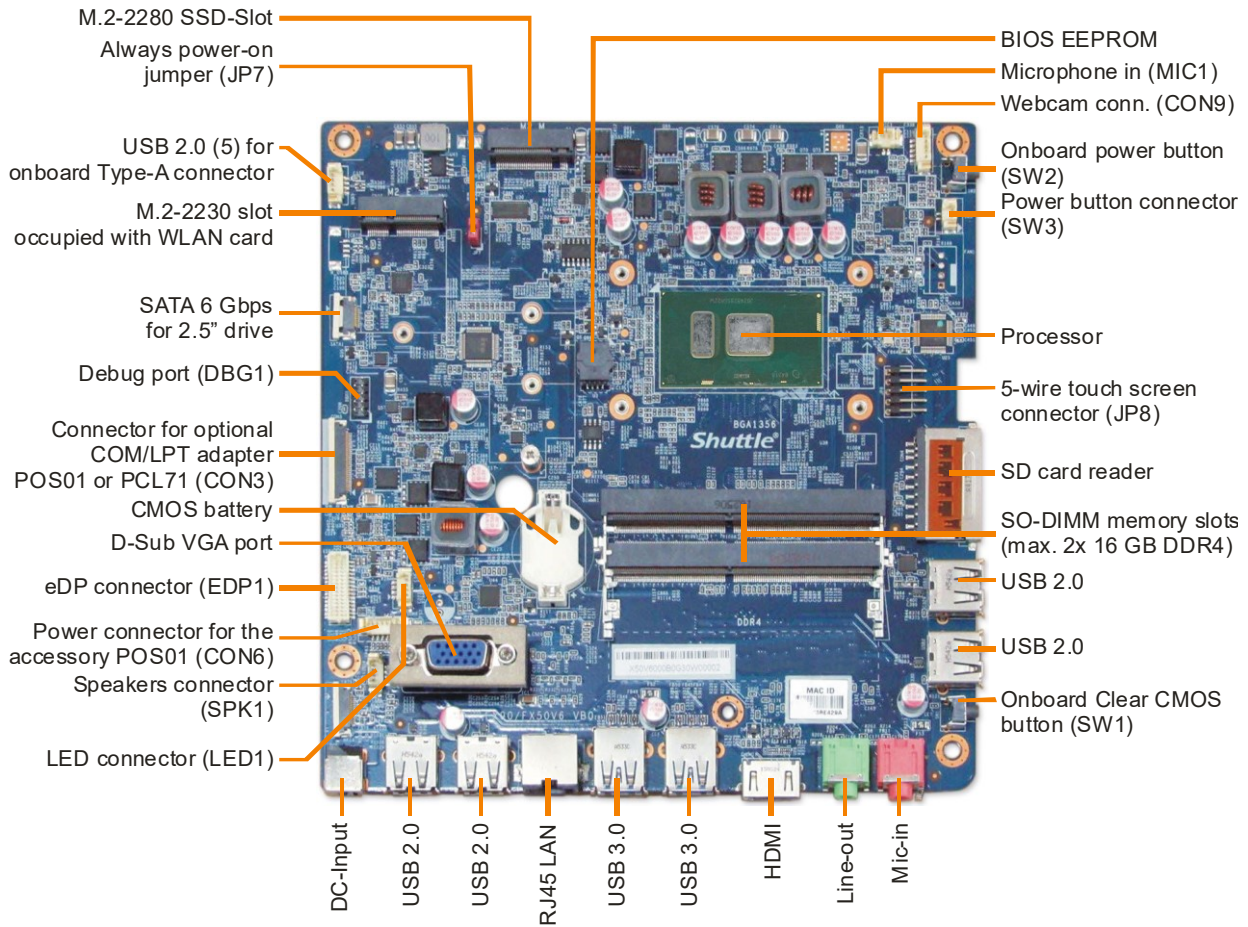 M.2-2280 SSD-Slot
Always power-on
jumper (JP7)
USB 2.0 (5) for
onboard Type-A connector
M.2-2230 slot
occupied with WLAN card
SATA 6 Gbps
for 2.5” drive
Debug port (DBG1)
Connector for optional
COM/LPT adapter
POS01 or PCL71 (CON3)
CMOS battery
D-Sub VGA port
eDP connector (EDP1)
Power connector for the
accessory POS01 (CON6)
Speakers connector
(SPK1)
LED connector (LED1)
BIOS EEPROM
Microphone in (MIC1)
Webcam conn. (CON9)
Onboard power button
(SW2)
Power button connector
(SW3)
Processor
5-wire touch screen
connector (JP8)
SD card reader
SO-DIMM memory slots
(max. 2x 16 GB DDR4)
USB 2.0
USB 2.0
Onboard Clear CMOS
button (SW1)
BGA1356
Shuttle
DDR4
MAC ID
DC-Input
USB 2.0
USB 2.0
RJ45 LAN
USB 3.0
USB 3.0
HDMI
Line-out
Mic-in